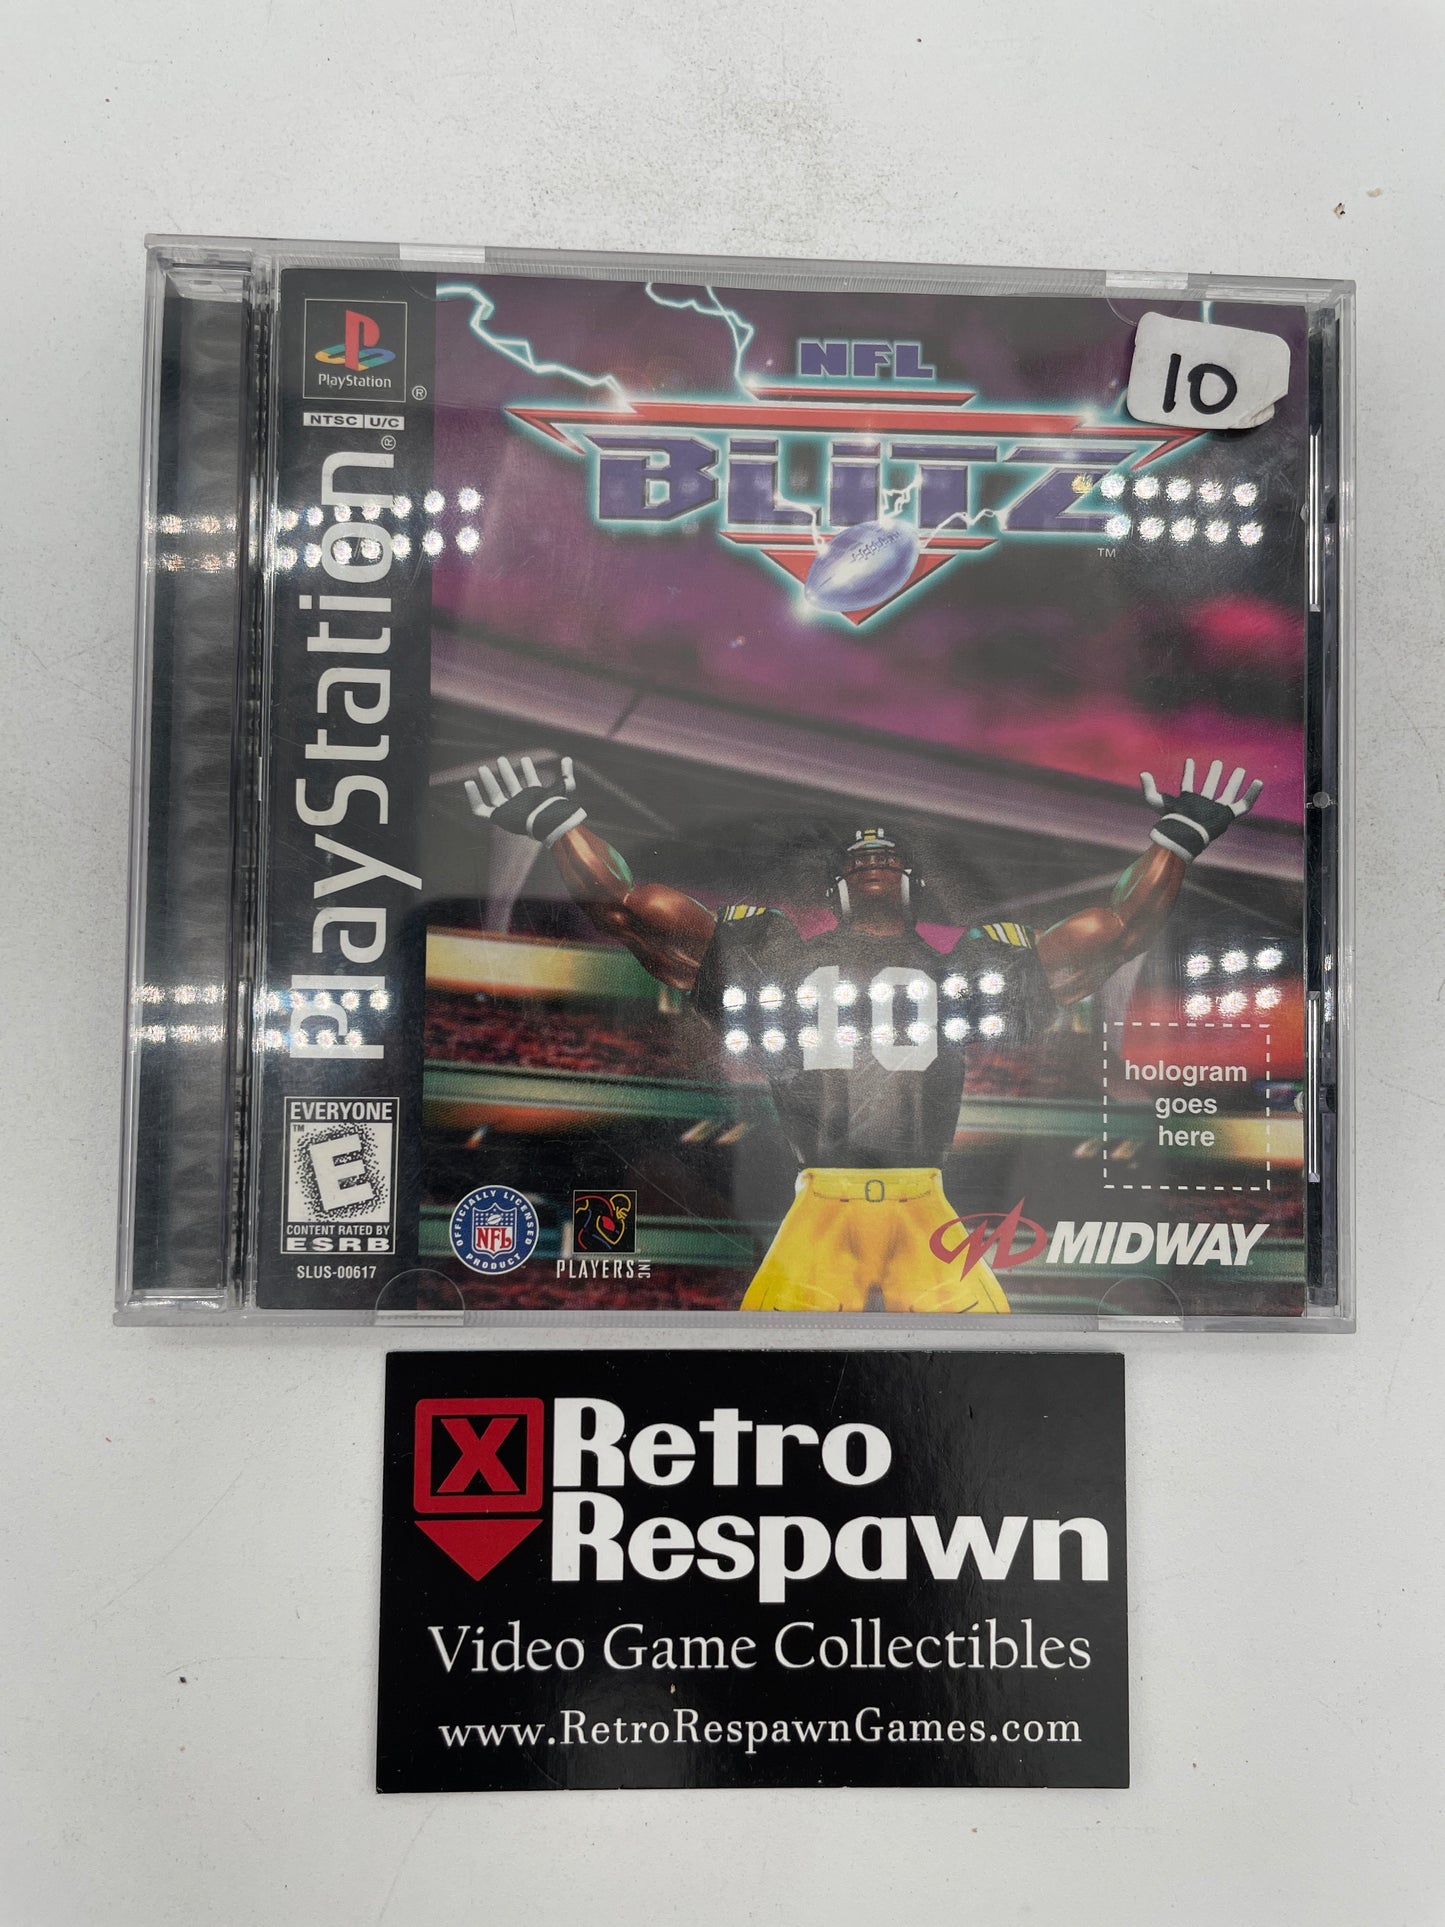 PlayStation
®
NTSC U/C
PlayStation®
NFL
BLITZ
™
10
10
hologram
goes
here
EVERYONE
™
E
CONTENT RATED BY
ESRB
SLUS-00617
OFFICIALLY LICENSED
NFL
PRODUCT
PLAYERS INC
MIDWAY
X Retro
Respawn
Video Game Collectibles
www.RetroRespawnGames.com